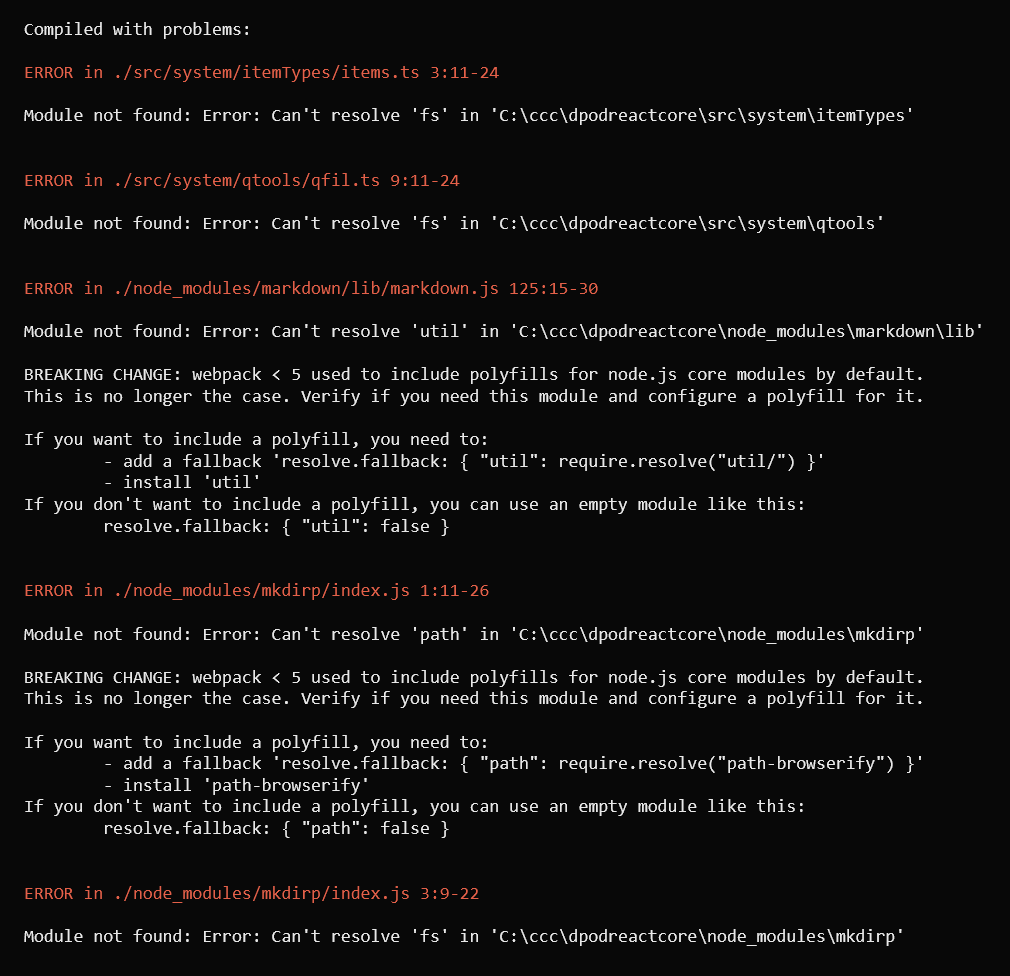 Compiled with problems:
ERROR in ./src/system/itemTypes/items.ts 3:11-24
Module not found: Error: Can't resolve 'fs' in 'C:\ccc\dpodreactcore\src\system\itemTypes'
ERROR in ./src/system/qtools/qfil.ts 9:11-24
Module not found: Error: Can't resolve 'fs' in 'C:\ccc\dpodreactcore\src\system\qtools'
ERROR in ./node_modules/markdown/lib/markdown.js 125:15-30
Module not found: Error: Can't resolve 'util' in 'C:\ccc\dpodreactcore\node_modules\markdown\lib'
BREAKING CHANGE: webpack < 5 used to include polyfills for node.js core modules by default.
This is no longer the case. Verify if you need this module and configure a polyfill for it.
If you want to include a polyfill, you need to:
- add a fallback 'resolve.fallback: { "util": require.resolve("util/") }'
- install 'util'
If you don't want to include a polyfill, you can use an empty module like this:
resolve.fallback: { "util": false }
ERROR in ./node_modules/mkdirp/index.js 1:11-26
Module not found: Error: Can't resolve 'path' in 'C:\ccc\dpodreactcore\node_modules\mkdirp'
BREAKING CHANGE: webpack < 5 used to include polyfills for node.js core modules by default.
This is no longer the case. Verify if you need this module and configure a polyfill for it.
If you want to include a polyfill, you need to:
- add a fallback 'resolve.fallback: { "path": require.resolve("path-browserify") }'
- install 'path-browserify'
If you don't want to include a polyfill, you can use an empty module like this:
resolve.fallback: { "path": false }
ERROR in ./node_modules/mkdirp/index.js 3:9-22
Module not found: Error: Can't resolve 'fs' in 'C:\ccc\dpodreactcore\node_modules\mkdirp'